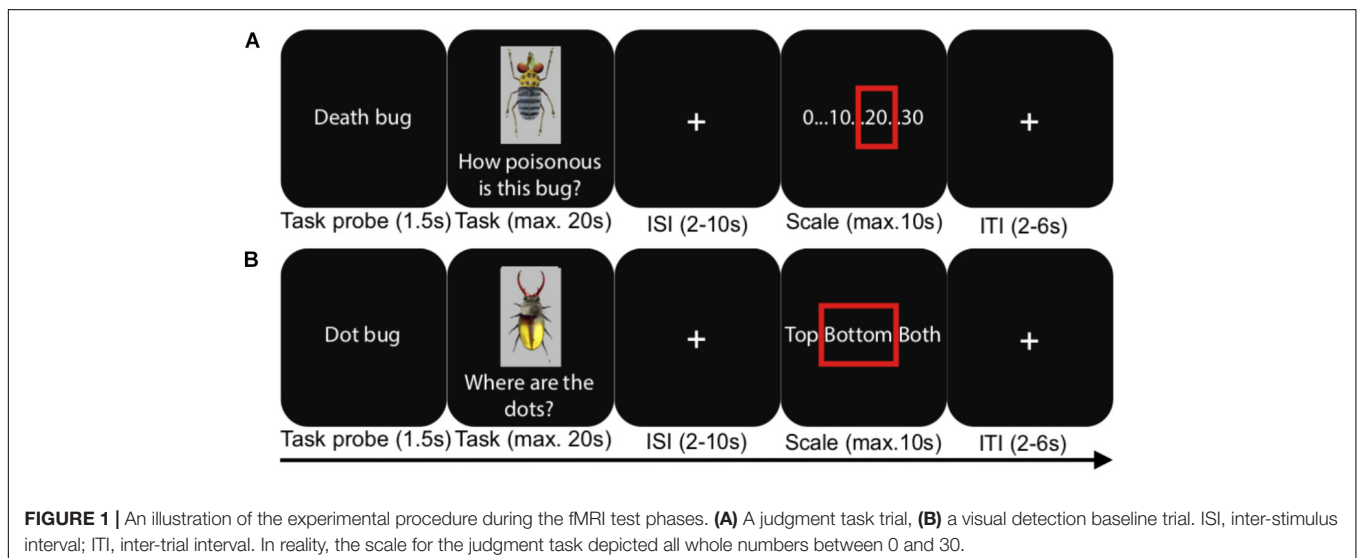 A
Death bug
How poisonous
is this bug?
+
0...10...20...30
+
Task probe (1.5s) Task (max. 20s) ISI (2-10s) Scale (max.10s) ITI (2-6s)
B
Dot bug
Where are the
dots?
+
Top Bottom Both
+
Task probe (1.5s) Task (max. 20s) ISI (2-10s) Scale (max.10s) ITI (2-6s)
FIGURE 1 | An illustration of the experimental procedure during the fMRI test phases. (A) A judgment task trial, (B) a visual detection baseline trial. ISI, inter-stimulus
interval; ITI, inter-trial interval. In reality, the scale for the judgment task depicted all whole numbers between 0 and 30.